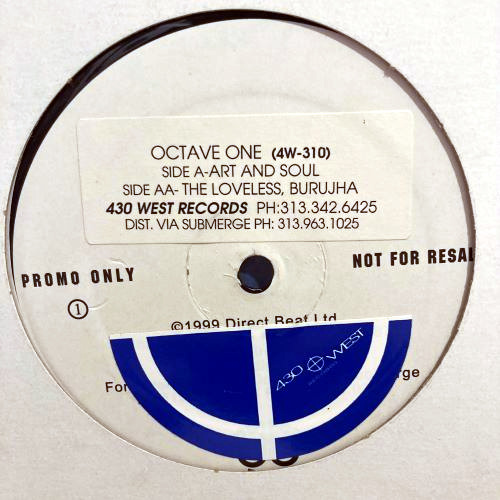 OCTAVE ONE (4W-310)
SIDE A-ART AND SOUL
SIDE AA- THE LOVELESS, BURUJHA
430 WEST RECORDS PH:313.342.6425
DIST. VIA SUBMERGE PH: 313.963.1025
PROMO ONLY
NOT FOR RESAL
1
©1999 Direct Beat Ltd
430 WEST
For
erge